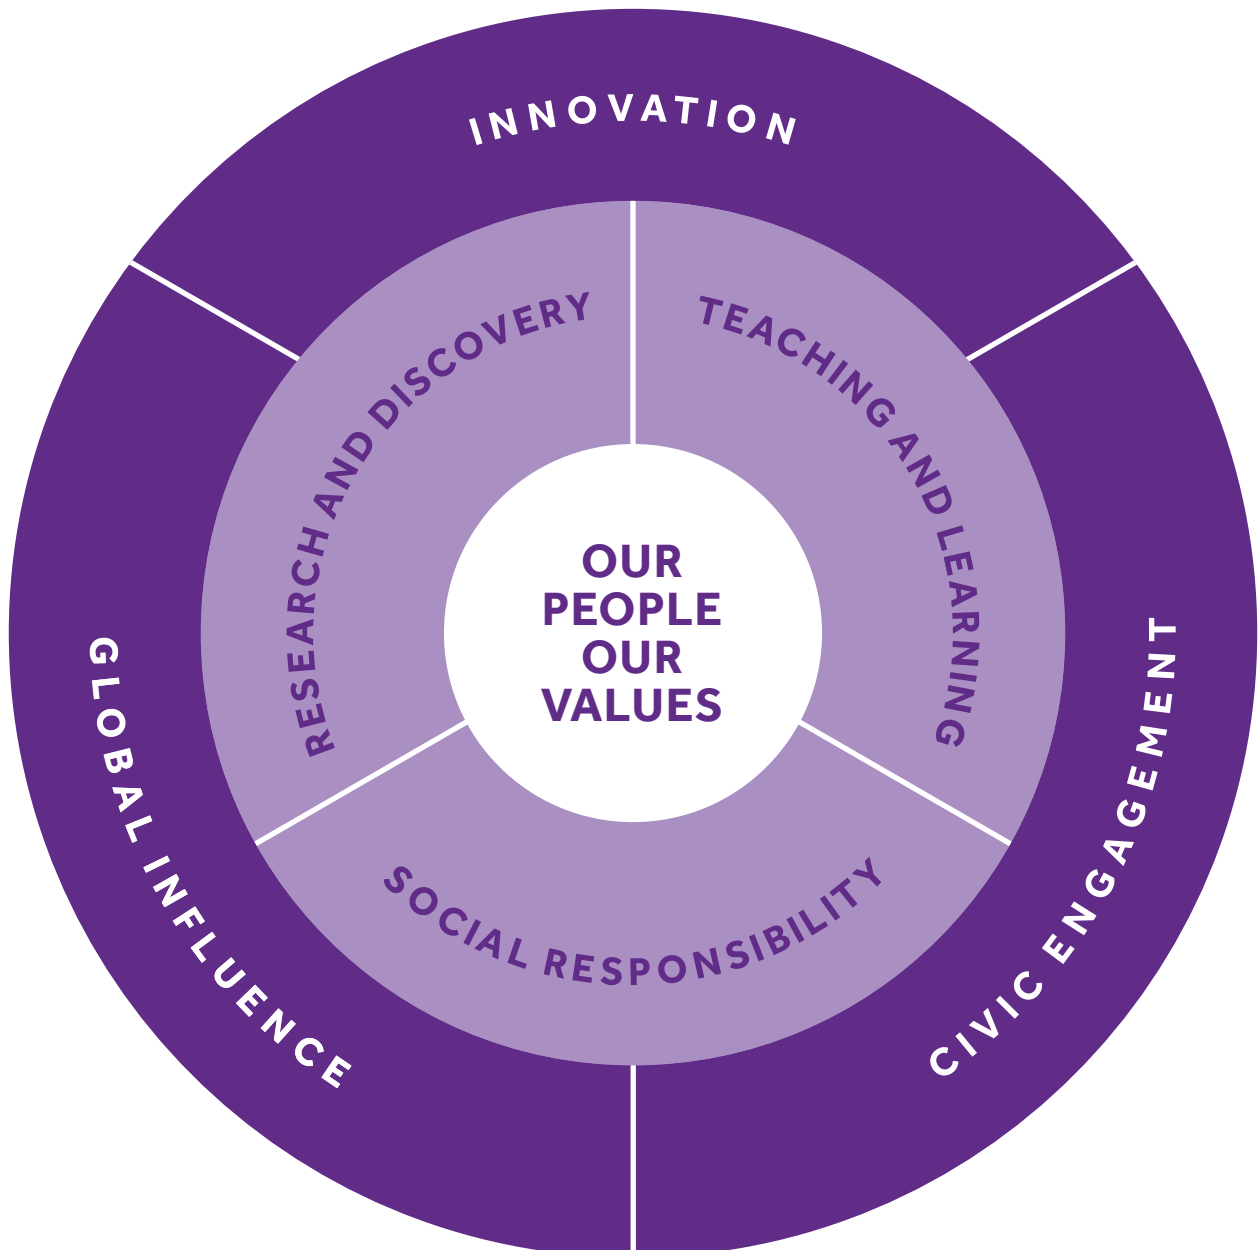 INNOVATION
RESEARCH AND DISCOVERY
TEACHING AND LEARNING
OUR
PEOPLE
OUR
VALUES
GLOBAL INFLUENCE
CIVIC ENGAGEMENT
SOCIAL RESPONSIBILITY